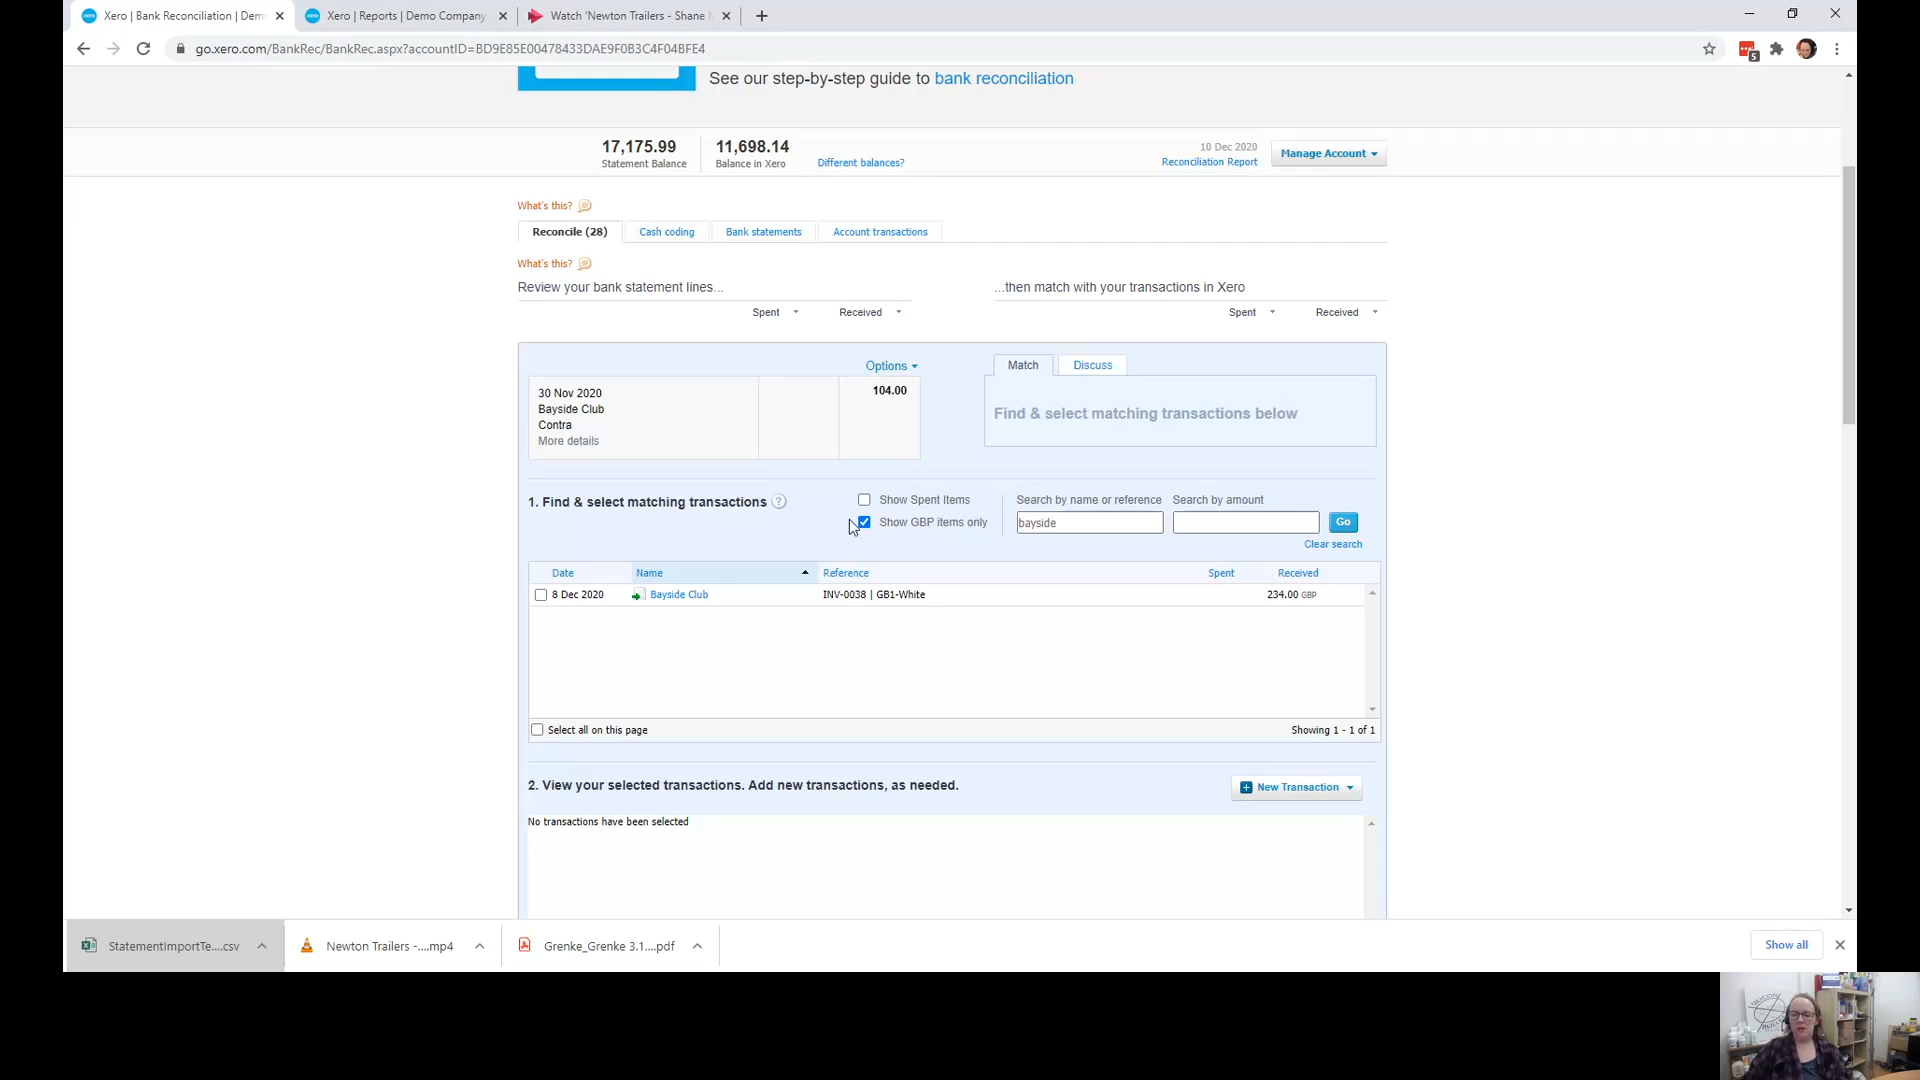 Xero | Bank Reconciliation | Dem
Xero | Reports | Demo Company
Watch 'Newton Trailers - Shane
go.xero.com/BankRec/BankRec.aspx?accountID=BD9E85E00478433DAE9F0B3C4F04BFE4
5
See our step-by-step guide to bank reconciliation
17,175.99
Statement Balance
11,698.14
Balance in Xero
Different balances?
10 Dec 2020
Reconciliation Report
Manage Account
What's this?
Reconcile (28)
Cash coding
Bank statements
Account transactions
What's this?
Review your bank statement lines...
...then match with your transactions in Xero
Spent
Received
Spent
Received
Options
Match
Discuss
30 Nov 2020
Bayside Club
Contra
More details
104.00
Find & select matching transactions below
1. Find & select matching transactions ?
Show Spent Items
Show GBP items only
Search by name or reference
bayside
Search by amount
Go
Clear search
Date
Name
Reference
Spent
Received
8 Dec 2020
Bayside Club
INV-0038 | GB1-White
234.00 GBP
Select all on this page
Showing 1 - 1 of 1
2. View your selected transactions. Add new transactions, as needed.
New Transaction
No transactions have been selected
StatementImportTe....csv
Newton Trailers -....mp4
Grenke_Grenke 3.1....pdf
Show all